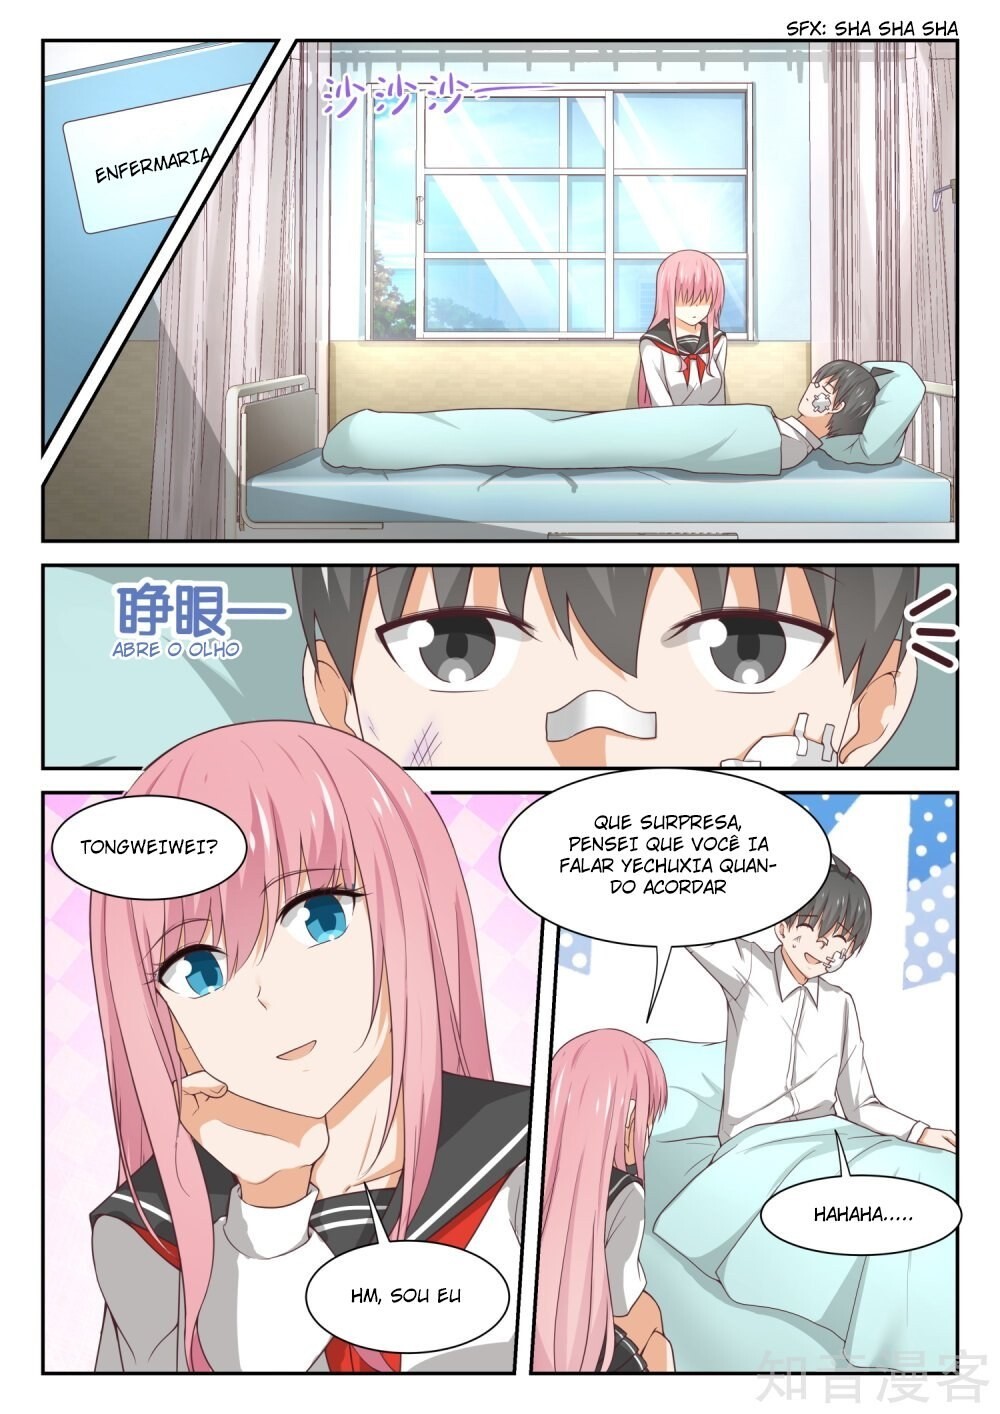 SFX: SHA SHA SHA
沙沙沙—
ENFERMARIA
睁眼—
ABRE O OLHO
TONGWEIWEI?
QUE SURPRESA,
PENSEI QUE VOCÊ IA
FALAR YECHUXIA QUAN-
DO ACORDAR
HAHAHA.....
HM, SOU EU
知音漫客